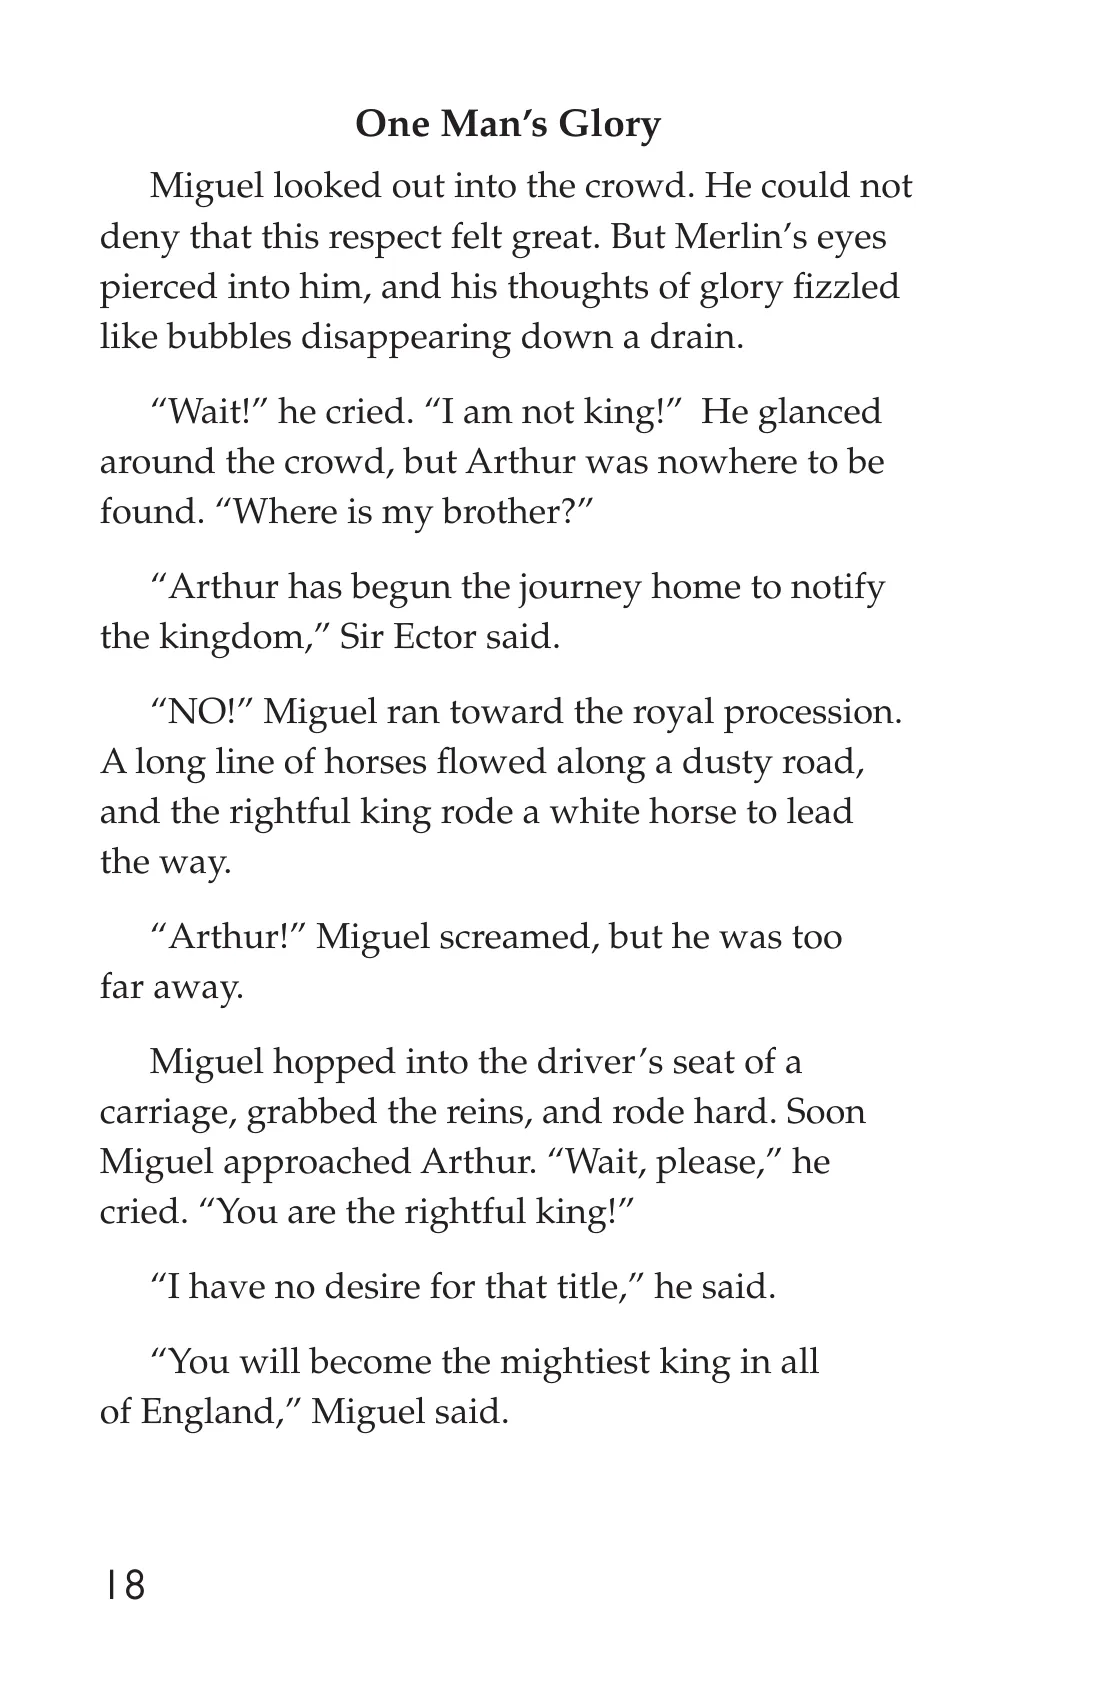 One Man’s Glory
Miguel looked out into the crowd. He could not
deny that this respect felt great. But Merlin’s eyes
pierced into him, and his thoughts of glory fizzled
like bubbles disappearing down a drain.
“Wait!” he cried. “I am not king!”  He glanced
around the crowd, but Arthur was nowhere to be
found. “Where is my brother?”
“Arthur has begun the journey home to notify
the kingdom,” Sir Ector said.
“NO!” Miguel ran toward the royal procession.
A long line of horses flowed along a dusty road,
and the rightful king rode a white horse to lead
the way.
“Arthur!” Miguel screamed, but he was too
far away.
Miguel hopped into the driver’s seat of a
carriage, grabbed the reins, and rode hard. Soon
Miguel approached Arthur. “Wait, please,” he
cried. “You are the rightful king!”
“I have no desire for that title,” he said.
“You will become the mightiest king in all
of England,” Miguel said.
18